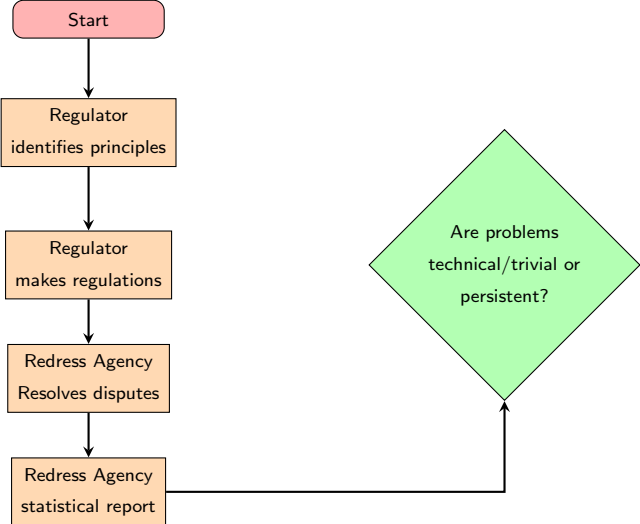 Start
Regulator
identifies principles
Regulator
makes regulations
Redress Agency
Resolves disputes
Redress Agency
statistical report
Are problems
technical/trivial or
persistent?